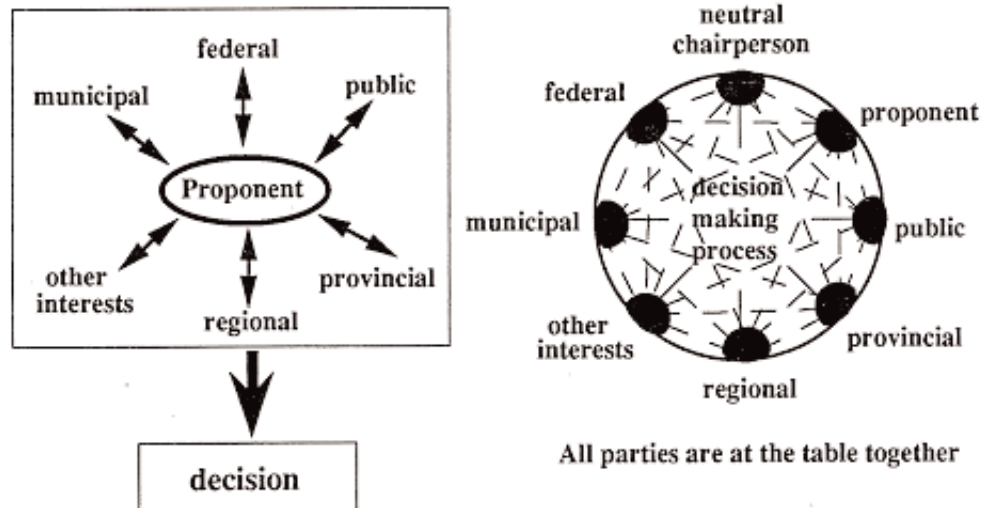 federal
municipal
public
Proponent
other
interests
provincial
regional
decision
neutral
chairperson
federal
proponent
municipal
decision
making
process
public
other
interests
provincial
regional
All parties are at the table together